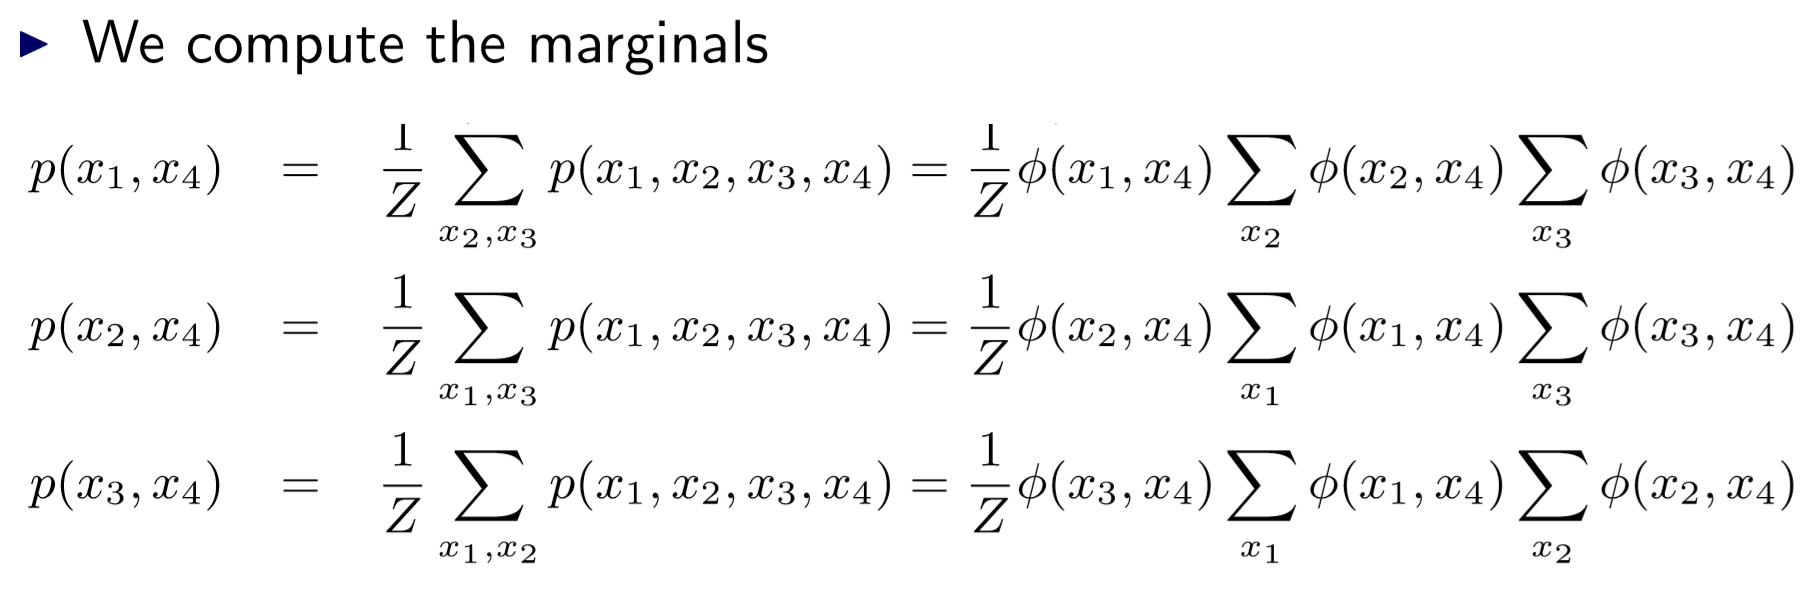 ▶ We compute the marginals
p(x₁, x₄) = 1/Z ∑_{x₂,x₃} p(x₁, x₂, x₃, x₄) = 1/Z ϕ(x₁, x₄) ∑_{x₂} ϕ(x₂, x₄) ∑_{x₃} ϕ(x₃, x₄)
p(x₂, x₄) = 1/Z ∑_{x₁,x₃} p(x₁, x₂, x₃, x₄) = 1/Z ϕ(x₂, x₄) ∑_{x₁} ϕ(x₁, x₄) ∑_{x₃} ϕ(x₃, x₄)
p(x₃, x₄) = 1/Z ∑_{x₁,x₂} p(x₁, x₂, x₃, x₄) = 1/Z ϕ(x₃, x₄) ∑_{x₁} ϕ(x₁, x₄) ∑_{x₂} ϕ(x₂, x₄)